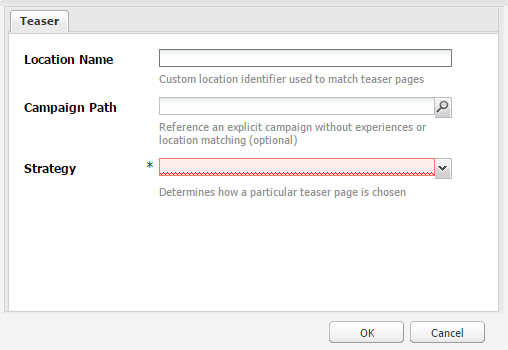 Teaser
Location Name
Custom location identifier used to match teaser pages
Campaign Path
Reference an explicit campaign without experiences or
location matching (optional)
Strategy *
Determines how a particular teaser page is chosen
OK Cancel